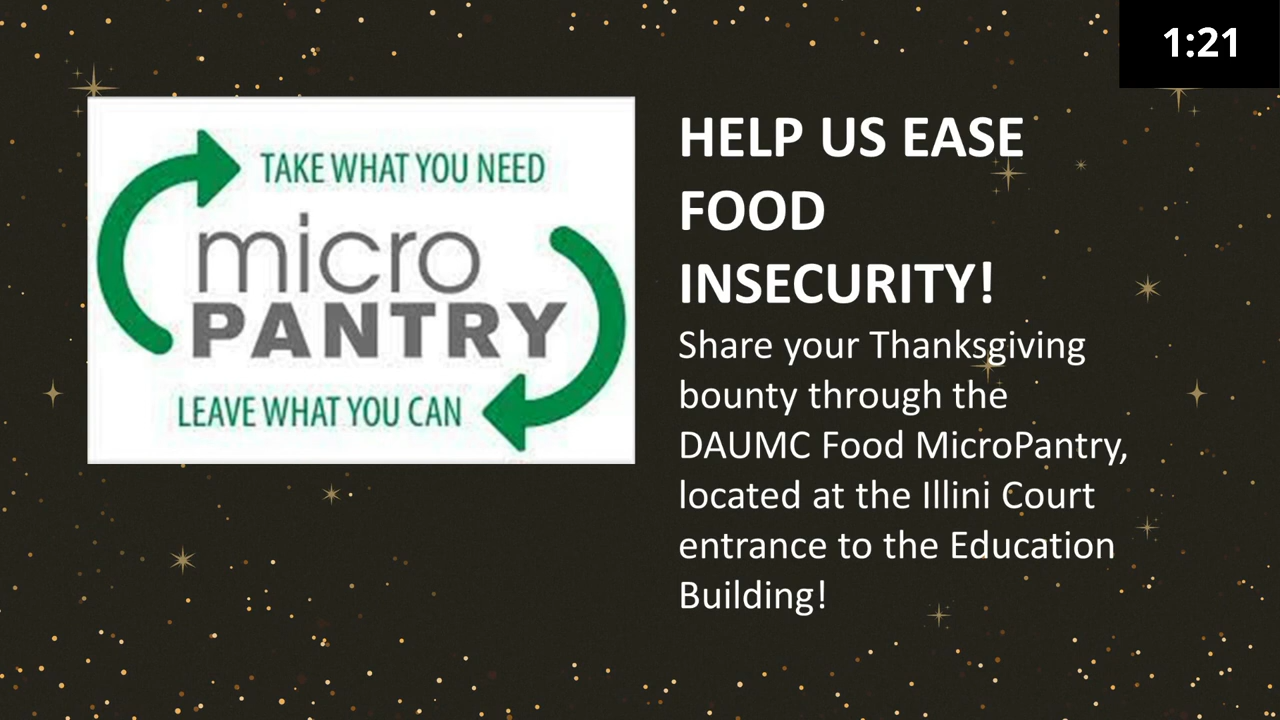 1:21
TAKE WHAT YOU NEED
micro
PANTRY
LEAVE WHAT YOU CAN
HELP US EASE
FOOD
INSECURITY!
Share your Thanksgiving
bounty through the
DAUMC Food MicroPantry,
located at the Illini Court
entrance to the Education
Building!